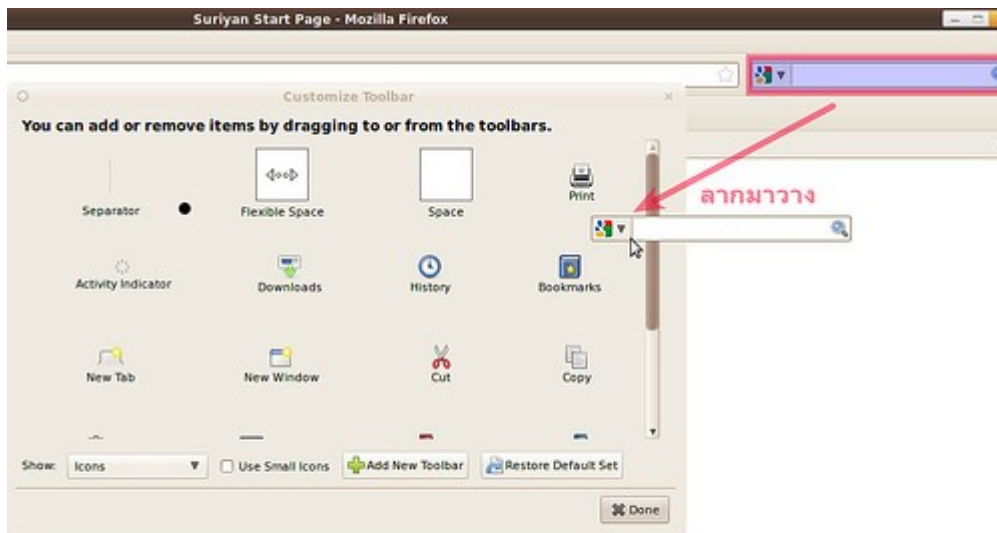 Suriyan Start Page - Mozilla Firefox
Customize Toolbar
You can add or remove items by dragging to or from the toolbars.
Separator
Flexible Space
Space
Print
ลากมาวาง
Activity Indicator
Downloads
History
Bookmarks
New Tab
New Window
Cut
Copy
Show: Icons Use Small Icons Add New Toolbar Restore Default Set
Done